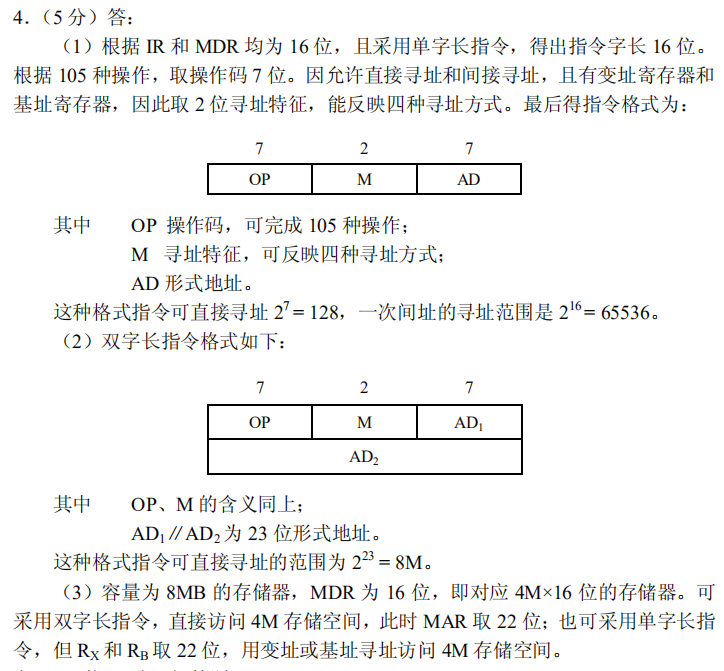 4.（5 分）答：
（1）根据 IR 和 MDR 均为 16 位，且采用单字长指令，得出指令字长 16 位。
根据 105 种操作，取操作码 7 位。因允许直接寻址和间接寻址，且有变址寄存器和
基址寄存器，因此取 2 位寻址特征，能反映四种寻址方式。最后得指令格式为：
7 2 7
OP M AD
其中 OP 操作码，可完成 105 种操作；
M 寻址特征，可反映四种寻址方式；
AD 形式地址。
这种格式指令可直接寻址 2⁷ = 128，一次间址的寻址范围是 2¹⁶ = 65536。
（2）双字长指令格式如下：
7 2 7
OP M AD₁
AD₂
其中 OP、M 的含义同上；
AD₁∥AD₂ 为 23 位形式地址。
这种格式指令可直接寻址的范围为 2²³ = 8M。
（3）容量为 8MB 的存储器，MDR 为 16 位，即对应 4M×16 位的存储器。可
采用双字长指令，直接访问 4M 存储空间，此时 MAR 取 22 位；也可采用单字长指
令，但 Rx 和 RB 取 22 位，用变址或基址寻址访问 4M 存储空间。